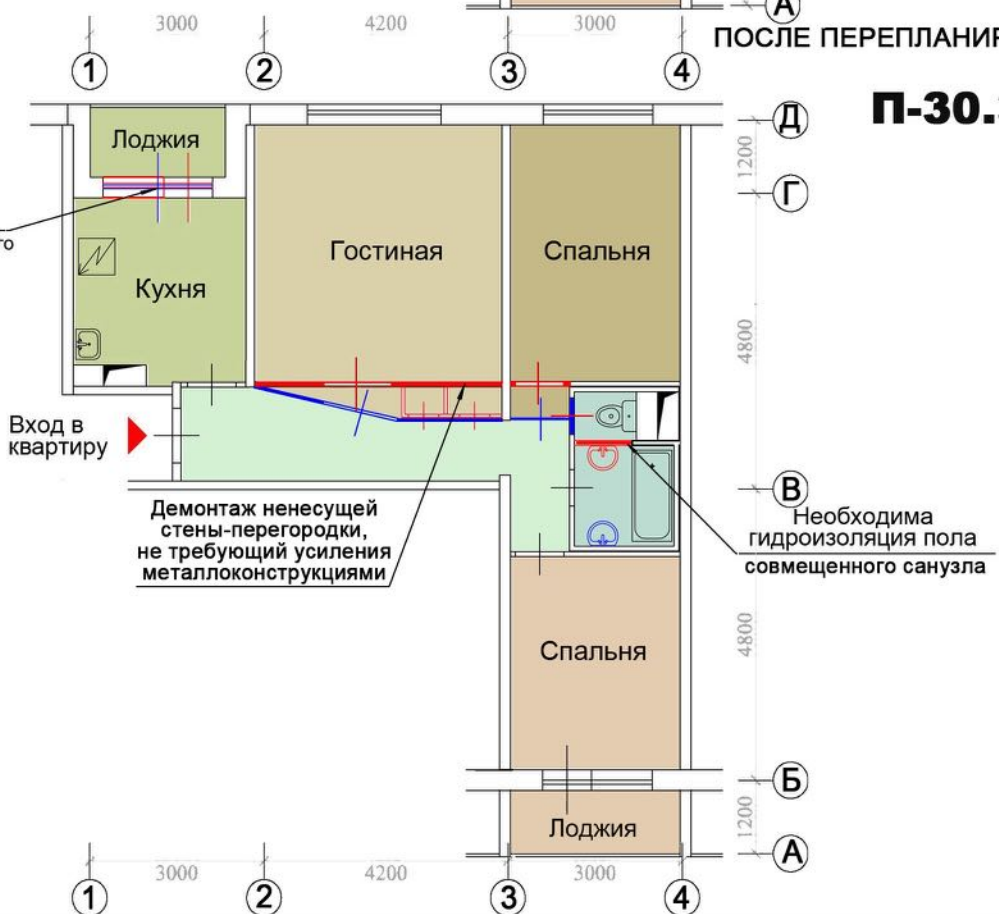 А
3000
4200
3000
ПОСЛЕ ПЕРЕПЛАНИР
1
2
3
4
П-30.
Д
Лоджия
1200
Г
го
Гостиная
Спальня
Кухня
4800
Вход в
квартиру
В
Демонтаж ненесущей
стены-перегородки,
не требующий усиления
металлоконструкциями
Необходима
гидроизоляция пола
совмещенного санузла
4800
Спальня
Б
Лоджия
1200
А
3000
4200
3000
1
2
3
4